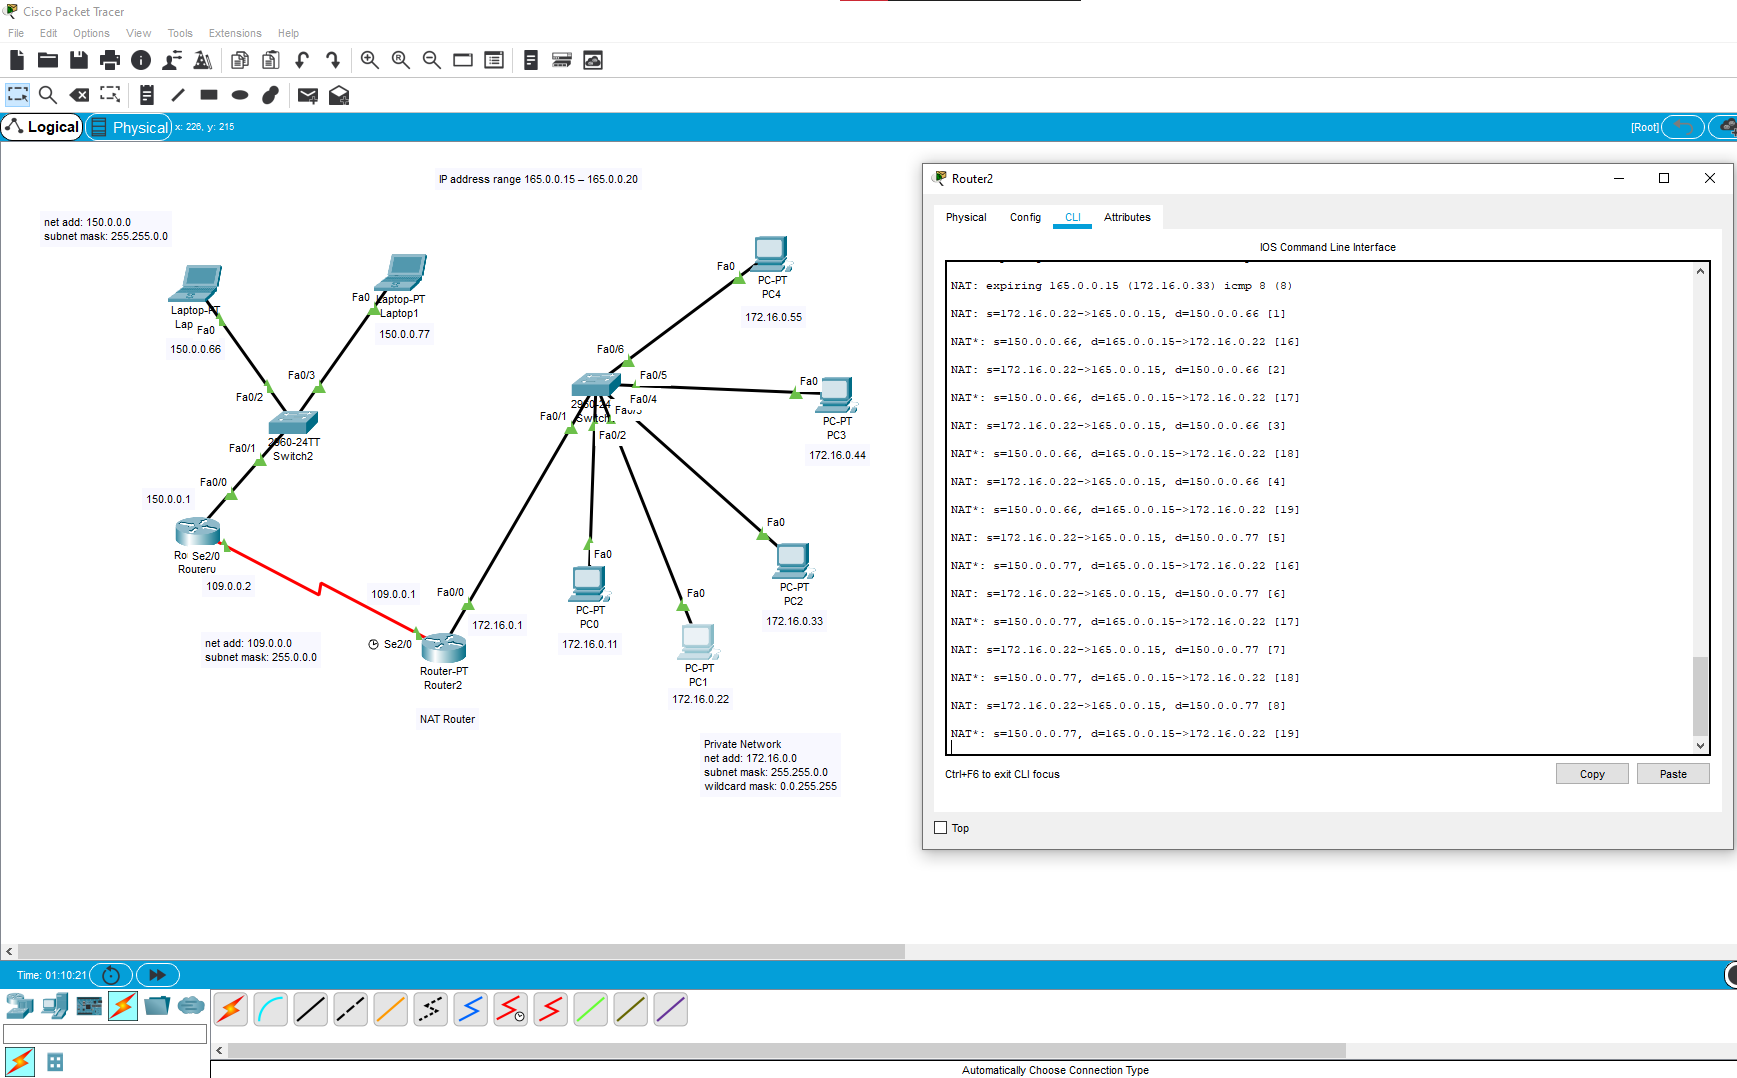 Cisco Packet Tracer
File Edit Options View Tools Extensions Help
Logical Physical x: 226, y: 215 [Root]
IP address range 165.0.0.15 – 165.0.0.20
net add: 150.0.0.0
subnet mask: 255.255.0.0
Laptop-PT
Lap
Fa0
150.0.0.66
Fa0
Laptop-PT
Laptop1
150.0.0.77
Fa0/3
Fa0/2
2960-24TT
Switch2
Fa0/1
Fa0/0
150.0.0.1
Ro
Se2/0
Router0
109.0.0.2
109.0.0.1
Fa0/0
172.16.0.1
Se2/0
Router-PT
Router2
NAT Router
net add: 109.0.0.0
subnet mask: 255.0.0.0
Fa0
PC-PT
PC4
172.16.0.55
Fa0/6
Fa0/5
Fa0/4
2960-24
Switch
Fa0/3
Fa0/1
Fa0/2
Fa0
PC-PT
PC3
172.16.0.44
Fa0
PC-PT
PC2
172.16.0.33
Fa0
PC-PT
PC0
172.16.0.11
Fa0
PC-PT
PC1
172.16.0.22
Private Network
net add: 172.16.0.0
subnet mask: 255.255.0.0
wildcard mask: 0.0.255.255
Router2
Physical Config CLI Attributes
IOS Command Line Interface
NAT: expiring 165.0.0.15 (172.16.0.33) icmp 8 (8)
NAT: s=172.16.0.22->165.0.0.15, d=150.0.0.66 [1]
NAT*: s=150.0.0.66, d=165.0.0.15->172.16.0.22 [16]
NAT: s=172.16.0.22->165.0.0.15, d=150.0.0.66 [2]
NAT*: s=150.0.0.66, d=165.0.0.15->172.16.0.22 [17]
NAT: s=172.16.0.22->165.0.0.15, d=150.0.0.66 [3]
NAT*: s=150.0.0.66, d=165.0.0.15->172.16.0.22 [18]
NAT: s=172.16.0.22->165.0.0.15, d=150.0.0.66 [4]
NAT*: s=150.0.0.66, d=165.0.0.15->172.16.0.22 [19]
NAT: s=172.16.0.22->165.0.0.15, d=150.0.0.77 [5]
NAT*: s=150.0.0.77, d=165.0.0.15->172.16.0.22 [16]
NAT: s=172.16.0.22->165.0.0.15, d=150.0.0.77 [6]
NAT*: s=150.0.0.77, d=165.0.0.15->172.16.0.22 [17]
NAT: s=172.16.0.22->165.0.0.15, d=150.0.0.77 [7]
NAT*: s=150.0.0.77, d=165.0.0.15->172.16.0.22 [18]
NAT: s=172.16.0.22->165.0.0.15, d=150.0.0.77 [8]
NAT*: s=150.0.0.77, d=165.0.0.15->172.16.0.22 [19]
Ctrl+F6 to exit CLI focus
Copy Paste
Top
Time: 01:10:21
Automatically Choose Connection Type